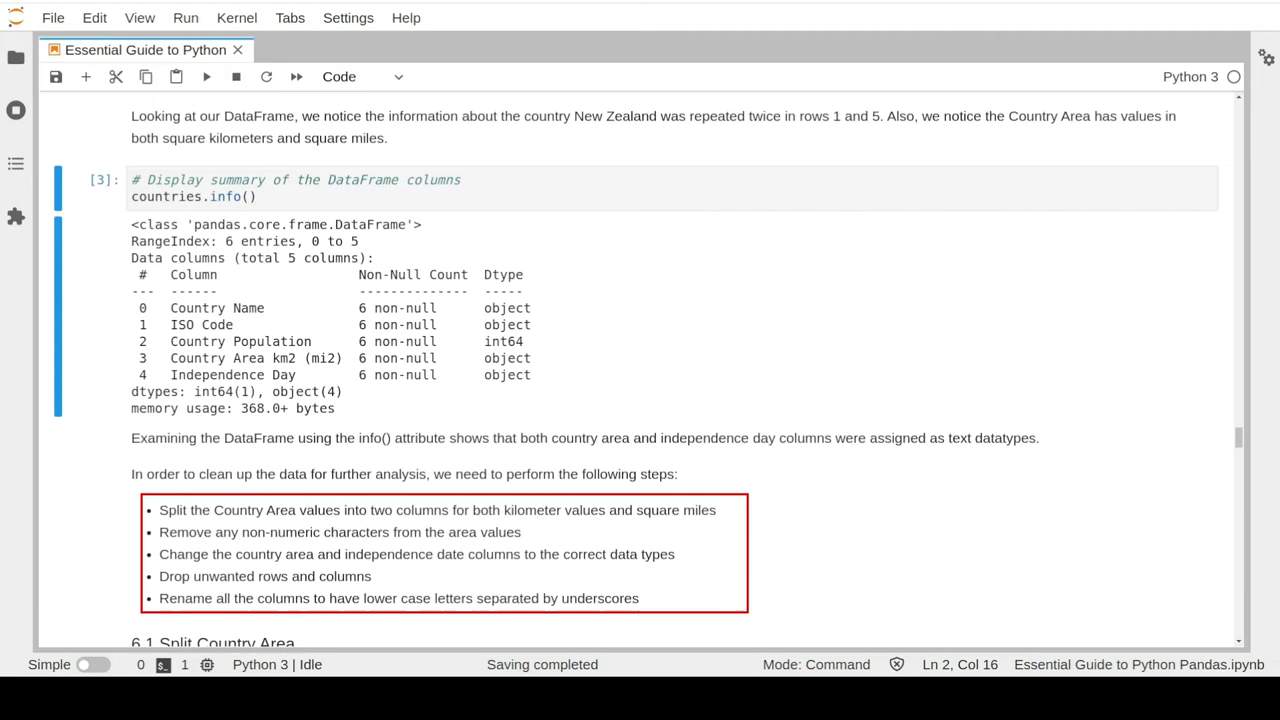 File Edit View Run Kernel Tabs Settings Help
Essential Guide to Python
Code
Python 3
Looking at our DataFrame, we notice the information about the country New Zealand was repeated twice in rows 1 and 5. Also, we notice the Country Area has values in
both square kilometers and square miles.
[3]: # Display summary of the DataFrame columns
countries.info()
<class 'pandas.core.frame.DataFrame'>
RangeIndex: 6 entries, 0 to 5
Data columns (total 5 columns):
# Column Non-Null Count Dtype
--- ------ -------------- -----
0 Country Name 6 non-null object
1 ISO Code 6 non-null object
2 Country Population 6 non-null int64
3 Country Area km2 (mi2) 6 non-null object
4 Independence Day 6 non-null object
dtypes: int64(1), object(4)
memory usage: 368.0+ bytes
Examining the DataFrame using the info() attribute shows that both country area and independence day columns were assigned as text datatypes.
In order to clean up the data for further analysis, we need to perform the following steps:
• Split the Country Area values into two columns for both kilometer values and square miles
• Remove any non-numeric characters from the area values
• Change the country area and independence date columns to the correct data types
• Drop unwanted rows and columns
• Rename all the columns to have lower case letters separated by underscores
6.1 Split Country Area
Simple 0 $_ 1 Python 3 | Idle Saving completed Mode: Command Ln 2, Col 16 Essential Guide to Python Pandas.ipynb